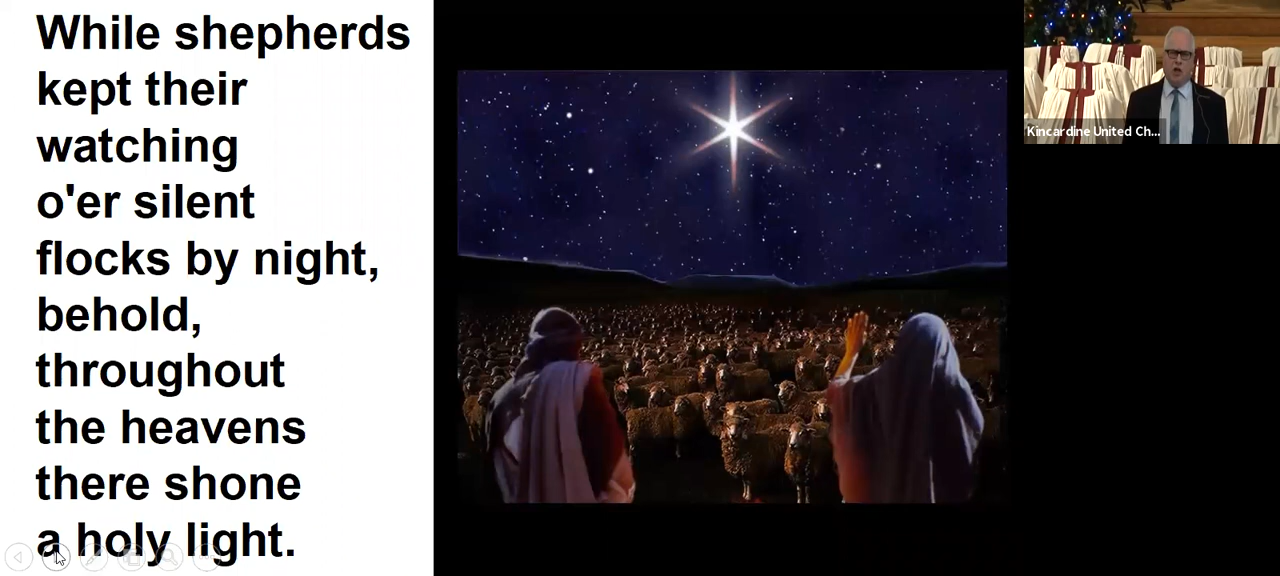 While shepherds
kept their
watching
o'er silent
flocks by night,
behold,
throughout
the heavens
there shone
a holy light.
Kincardine United Ch...